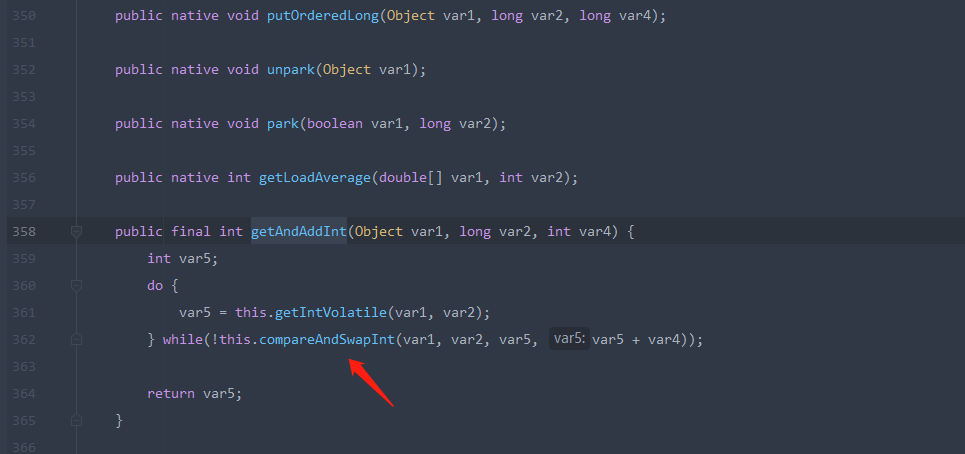 350 public native void putOrderedLong(Object var1, long var2, long var4);
351
352 public native void unpark(Object var1);
353
354 public native void park(boolean var1, long var2);
355
356 public native int getLoadAverage(double[] var1, int var2);
357
358 public final int getAndAddInt(Object var1, long var2, int var4) {
359 int var5;
360 do {
361 var5 = this.getIntVolatile(var1, var2);
362 } while(!this.compareAndSwapInt(var1, var2, var5, var5: var5 + var4));
363
364 return var5;
365 }
366